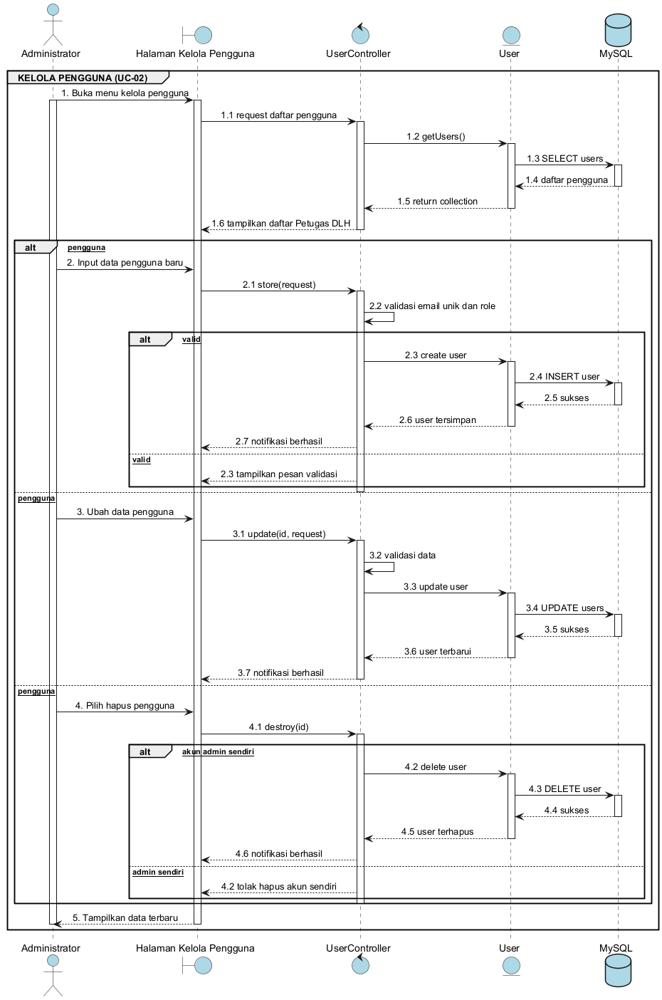 Administrator
Halaman Kelola Pengguna
UserController
User
MySQL
KELOLA PENGGUNA (UC-02)
1. Buka menu kelola pengguna
1.1 request daftar pengguna
1.2 getUsers()
1.3 SELECT users
1.4 daftar pengguna
1.5 return collection
1.6 tampilkan daftar Petugas DLH
alt
pengguna
2. Input data pengguna baru
2.1 store(request)
2.2 validasi email unik dan role
alt
valid
2.3 create user
2.4 INSERT user
2.5 sukses
2.6 user tersimpan
2.7 notifikasi berhasil
valid
2.3 tampilkan pesan validasi
pengguna
3. Ubah data pengguna
3.1 update(id, request)
3.2 validasi data
3.3 update user
3.4 UPDATE users
3.5 sukses
3.6 user terbarui
3.7 notifikasi berhasil
pengguna
4. Pilih hapus pengguna
4.1 destroy(id)
alt
akun admin sendiri
4.2 delete user
4.3 DELETE user
4.4 sukses
4.5 user terhapus
4.6 notifikasi berhasil
admin sendiri
4.2 tolak hapus akun sendiri
5. Tampilkan data terbaru
Administrator
Halaman Kelola Pengguna
UserController
User
MySQL